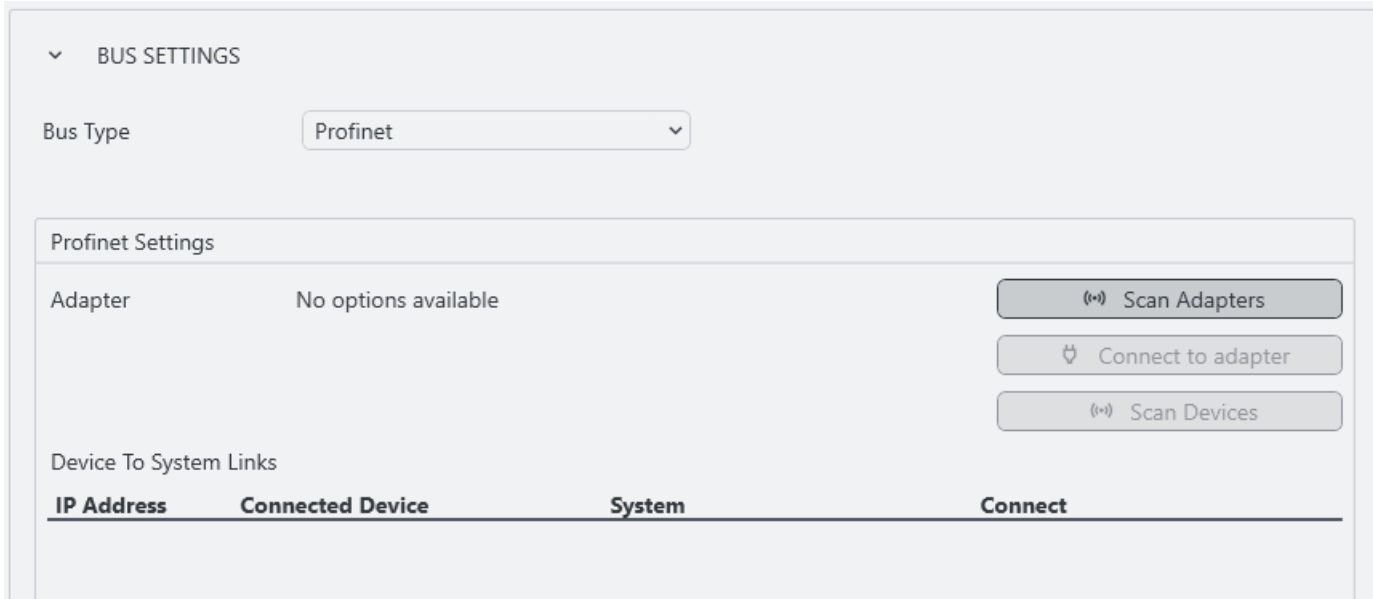 BUS SETTINGS
Bus Type Profinet
Profinet Settings
Adapter No options available Scan Adapters
Connect to adapter
Scan Devices
Device To System Links
IP Address Connected Device System Connect